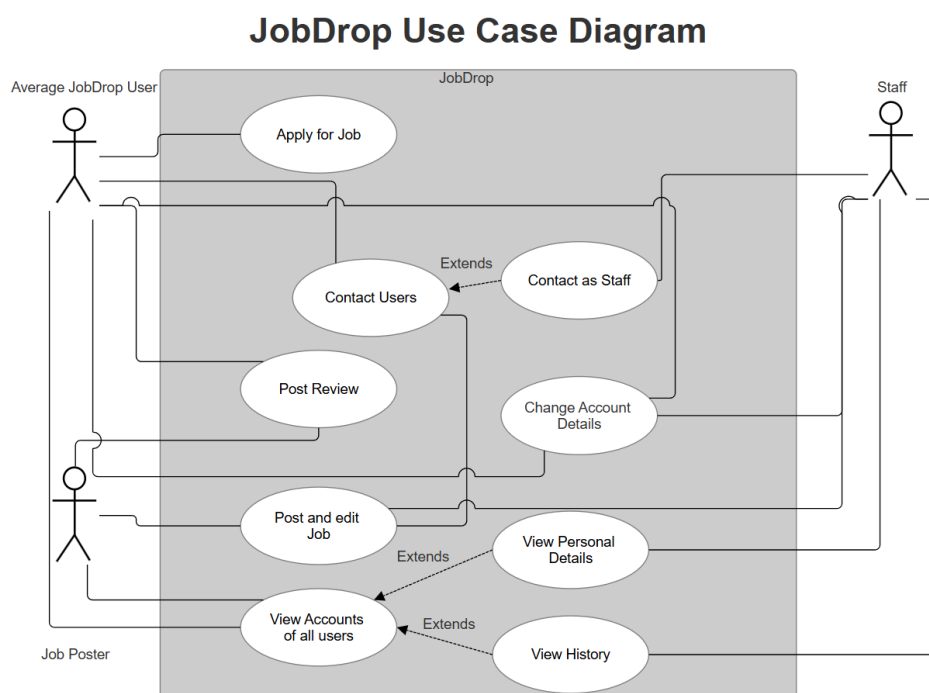 JobDrop Use Case Diagram
JobDrop
Average JobDrop User
Staff
Apply for Job
Extends
Contact Users
Contact as Staff
Post Review
Change Account
Details
Post and edit
Job
View Personal
Details
Extends
View Accounts
of all users
Extends
Job Poster
View History